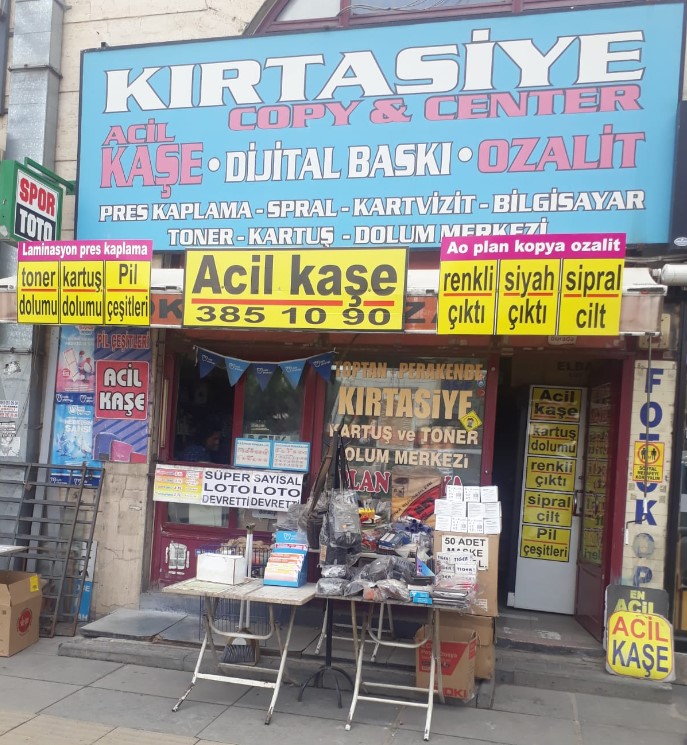 KIRTASİYE
COPY & CENTER
ACİL
KAŞE • DİJİTAL BASKI • OZALİT
PRES KAPLAMA - SPRAL - KARTVİZİT - BİLGİSAYAR
TONER - KARTUŞ - DOLUM MERKEZİ
SPOR
TOTO
Laminasyon pres kaplama
toner
dolumu
kartuş
dolumu
Pil
çeşitleri
Acil kaşe
385 10 90
Ao plan kopya ozalit
renkli
çıktı
siyah
çıktı
sipral
cilt
PİL ÇEŞİTLERİ
ACİL
KAŞE
PERAKENDE
KIRTASİYE
KARTUŞ ve TONER
DOLUM MERKEZİ
SÜPER
LOTO
DEVRETTİ
SAYISAL
LOTO
DEVRETTİ
50 ADET
MASKE
Acil
kaşe
kartuş
dolumu
renkli
çıktı
sipral
cilt
Pil
çeşitleri
FOTOKOP
SOSYAL
EN
ACİL
ACİL
KAŞE